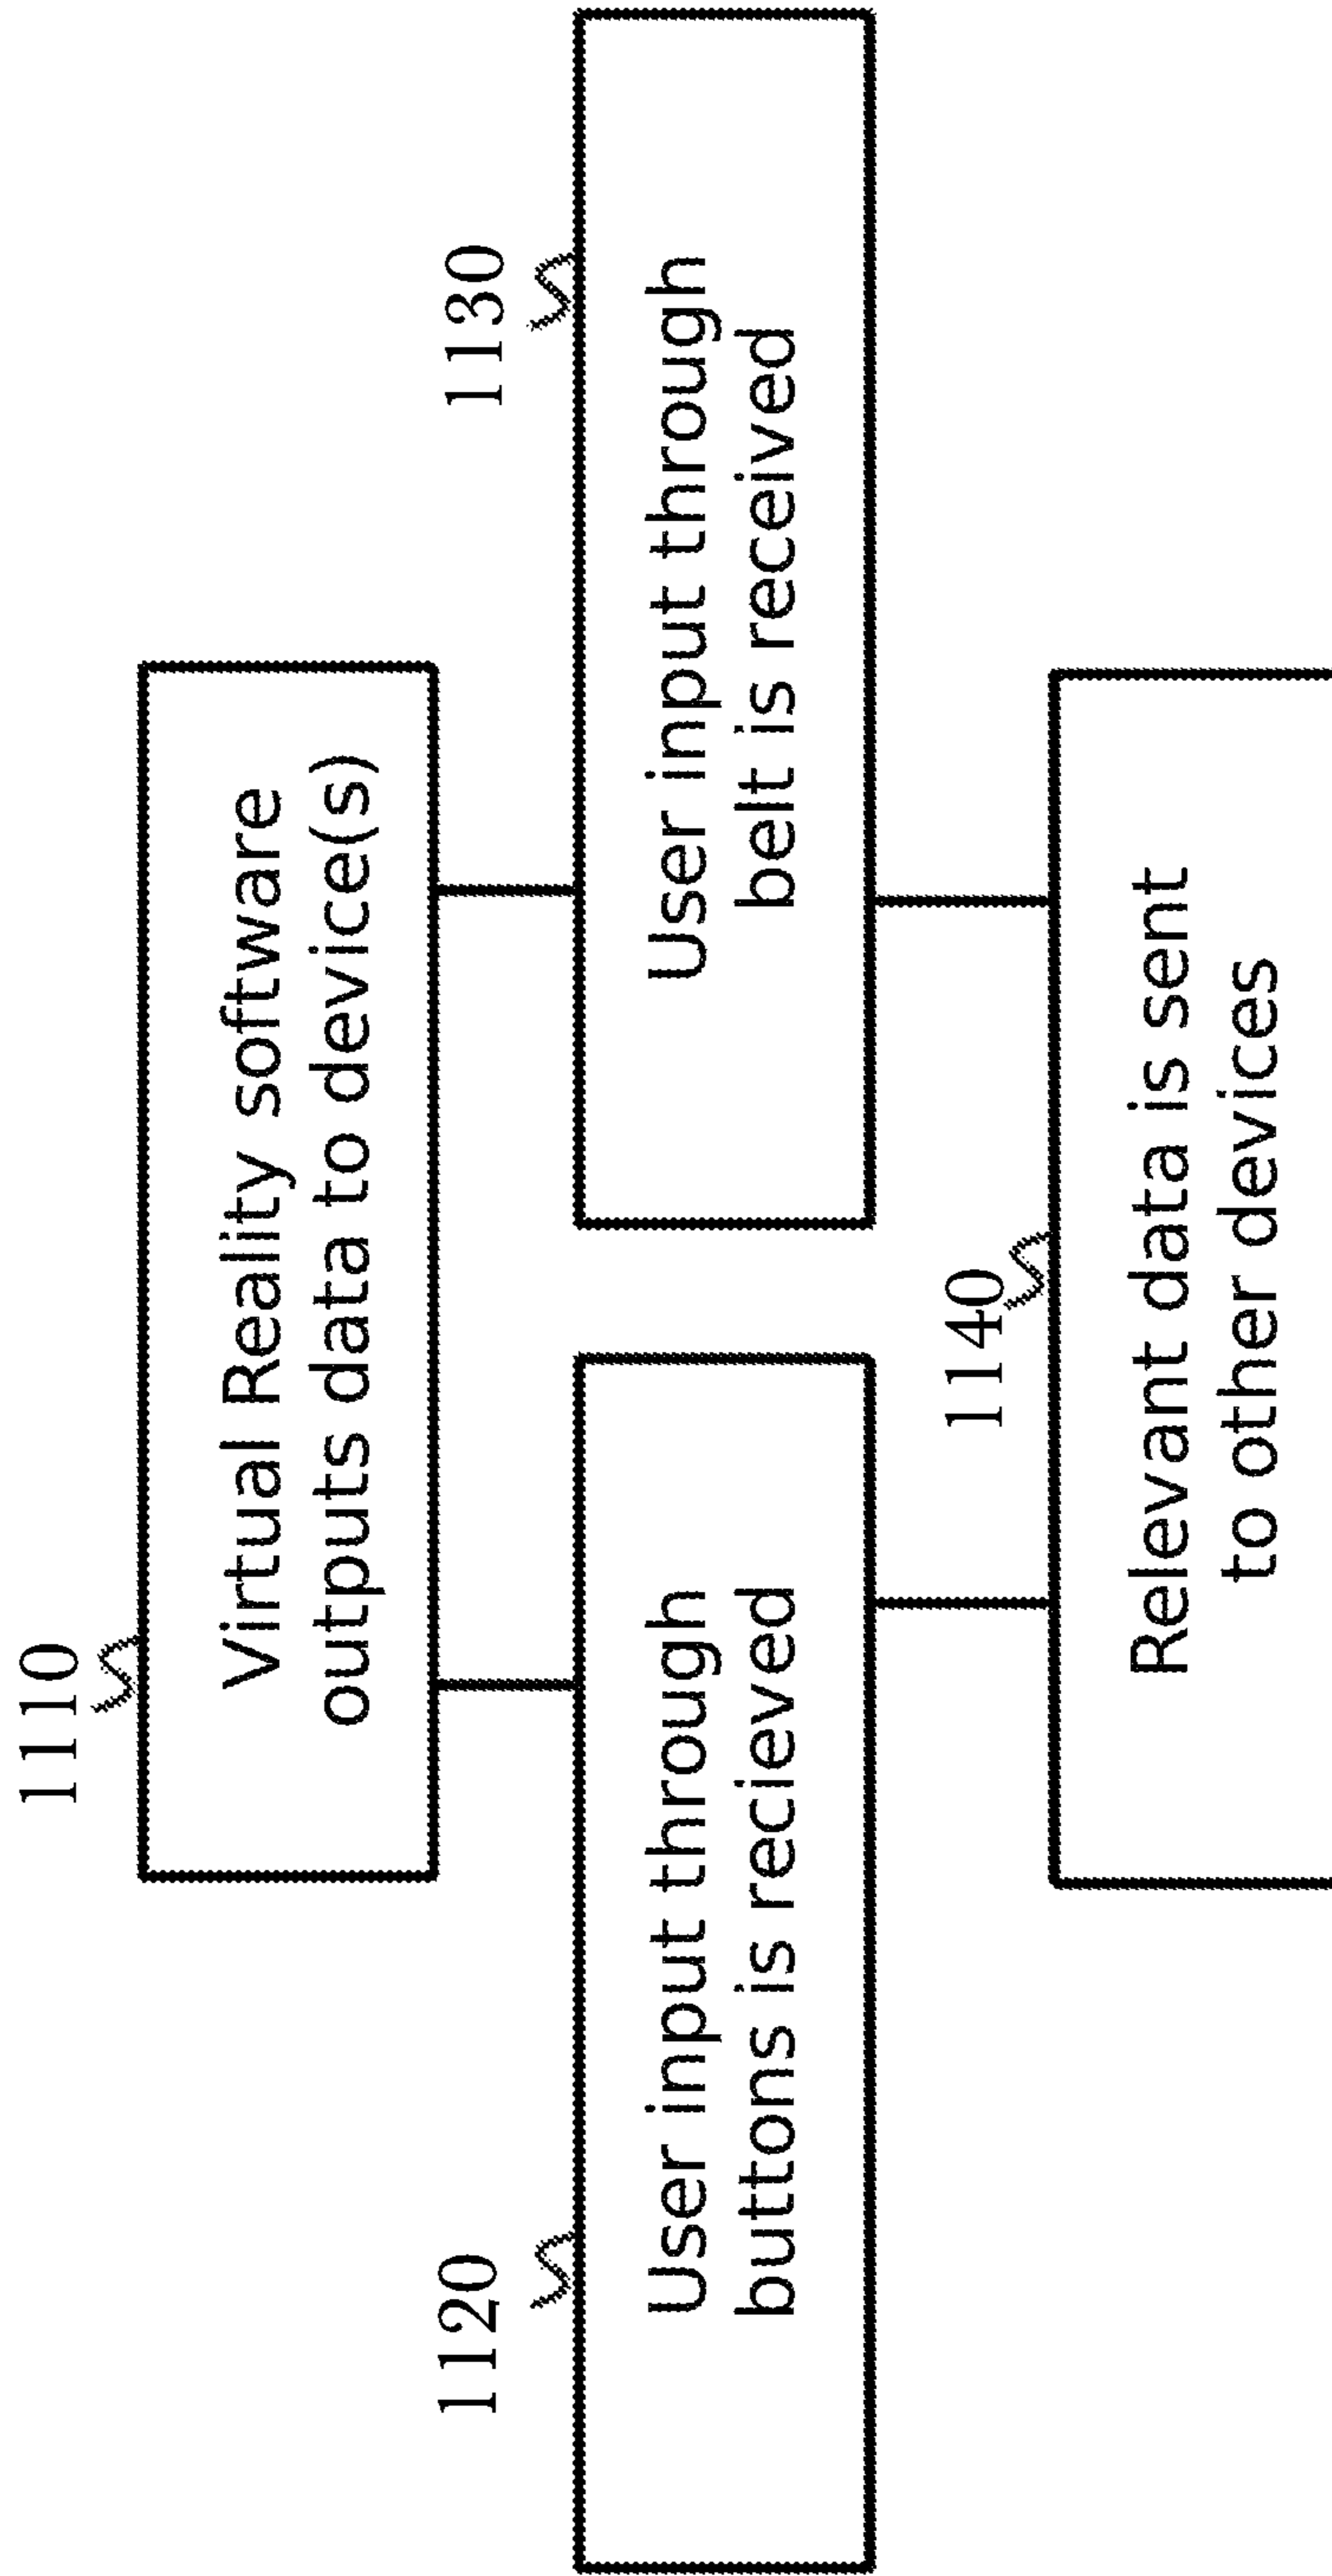 1110
Virtual Reality software
outputs data to device(s)
1120
User input through
buttons is recieved
1130
User input through
belt is received
1140
Relevant data is sent
to other devices